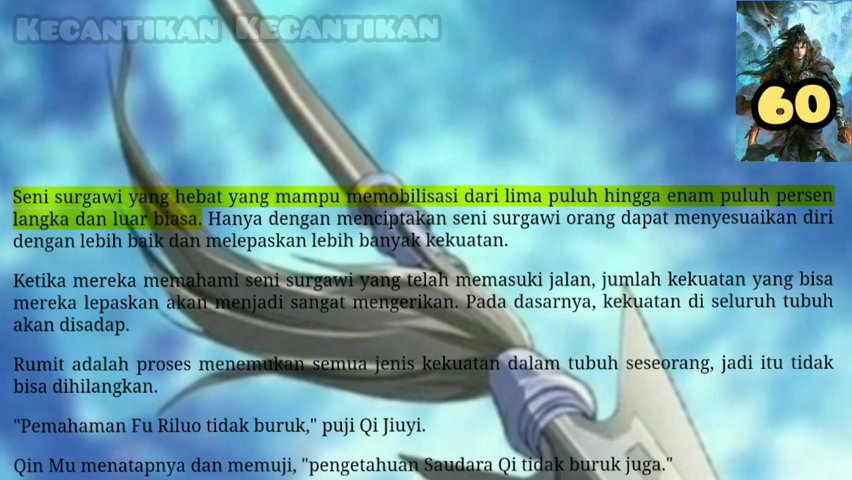 Kecantikan Kecantikan
60
Seni surgawi yang hebat yang mampu memobilisasi dari lima puluh hingga enam puluh persen
langka dan luar biasa. Hanya dengan menciptakan seni surgawi orang dapat menyesuaikan diri
dengan lebih baik dan melepaskan lebih banyak kekuatan.
Ketika mereka memahami seni surgawi yang telah memasuki jalan, jumlah kekuatan yang bisa
mereka lepaskan akan menjadi sangat mengerikan. Pada dasarnya, kekuatan di seluruh tubuh
akan disadap.
Rumit adalah proses menemukan semua jenis kekuatan dalam tubuh seseorang, jadi itu tidak
bisa dihilangkan.
"Pemahaman Fu Riluo tidak buruk," puji Qi Jiuyi.
Qin Mu menatapnya dan memuji, "pengetahuan Saudara Qi tidak buruk juga."